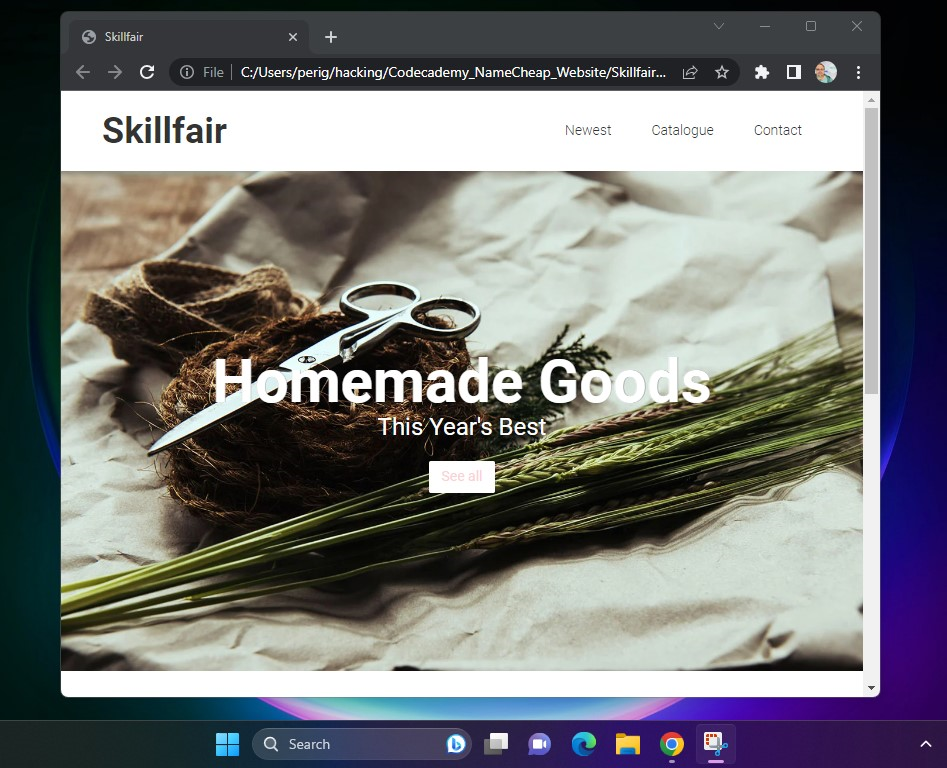 Skillfair
File C:/Users/perig/hacking/Codecademy_NameCheap_Website/Skillfair...
Skillfair
Newest Catalogue Contact
Homemade Goods
This Year's Best
See all
Search